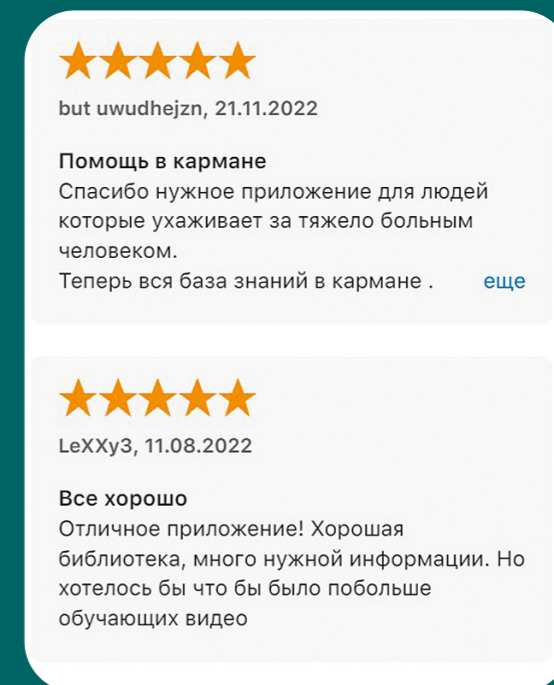 but uwudhejzn, 21.11.2022
Помощь в кармане
Спасибо нужное приложение для людей
которые ухаживает за тяжело больным
человеком.
Теперь вся база знаний в кармане . еще
LeXXy3, 11.08.2022
Все хорошо
Отличное приложение! Хорошая
библиотека, много нужной информации. Но
хотелось бы что бы было побольше
обучающих видео